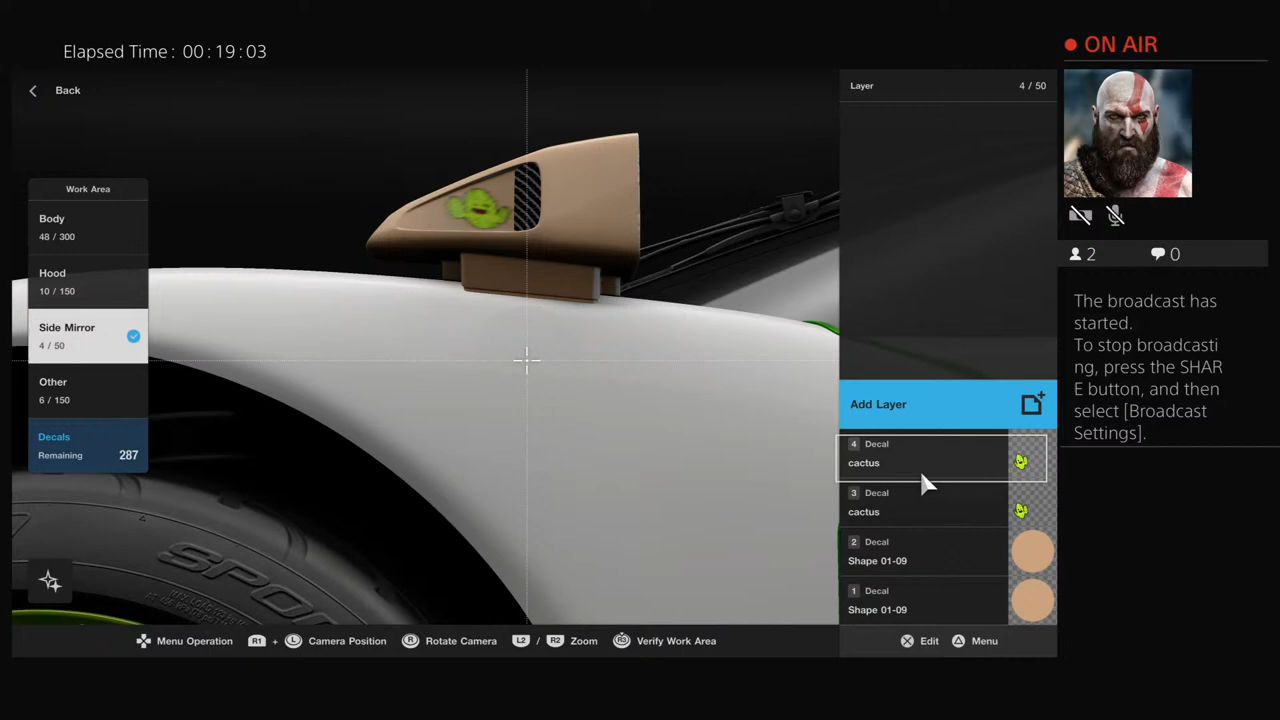 Elapsed Time: 00:19:03
ON AIR
Back
Layer 4 / 50
Work Area
Body
48 / 300
Hood
10 / 150
Side Mirror
4 / 50
Other
6 / 150
Decals
Remaining 287
Add Layer
4 Decal
cactus
3 Decal
cactus
2 Decal
Shape 01-09
1 Decal
Shape 01-09
2 0
The broadcast has
started.
To stop broadcasti
ng, press the SHAR
E button, and then
select [Broadcast
Settings].
SPO
Menu Operation R1 + L Camera Position R Rotate Camera L2 / R2 Zoom R3 Verify Work Area
Edit Menu